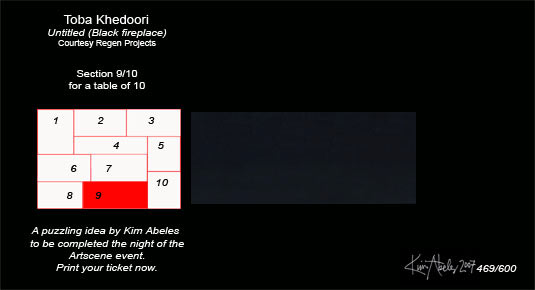 Toba Khedoori
Untitled (Black fireplace)
Courtesy Regen Projects
Section 9/10
for a table of 10
1 2 3
4 5
6 7
8 9 10
A puzzling idea by Kim Abeles
to be completed the night of the
Artscene event.
Print your ticket now.
Kim Abeles 2007 469/600